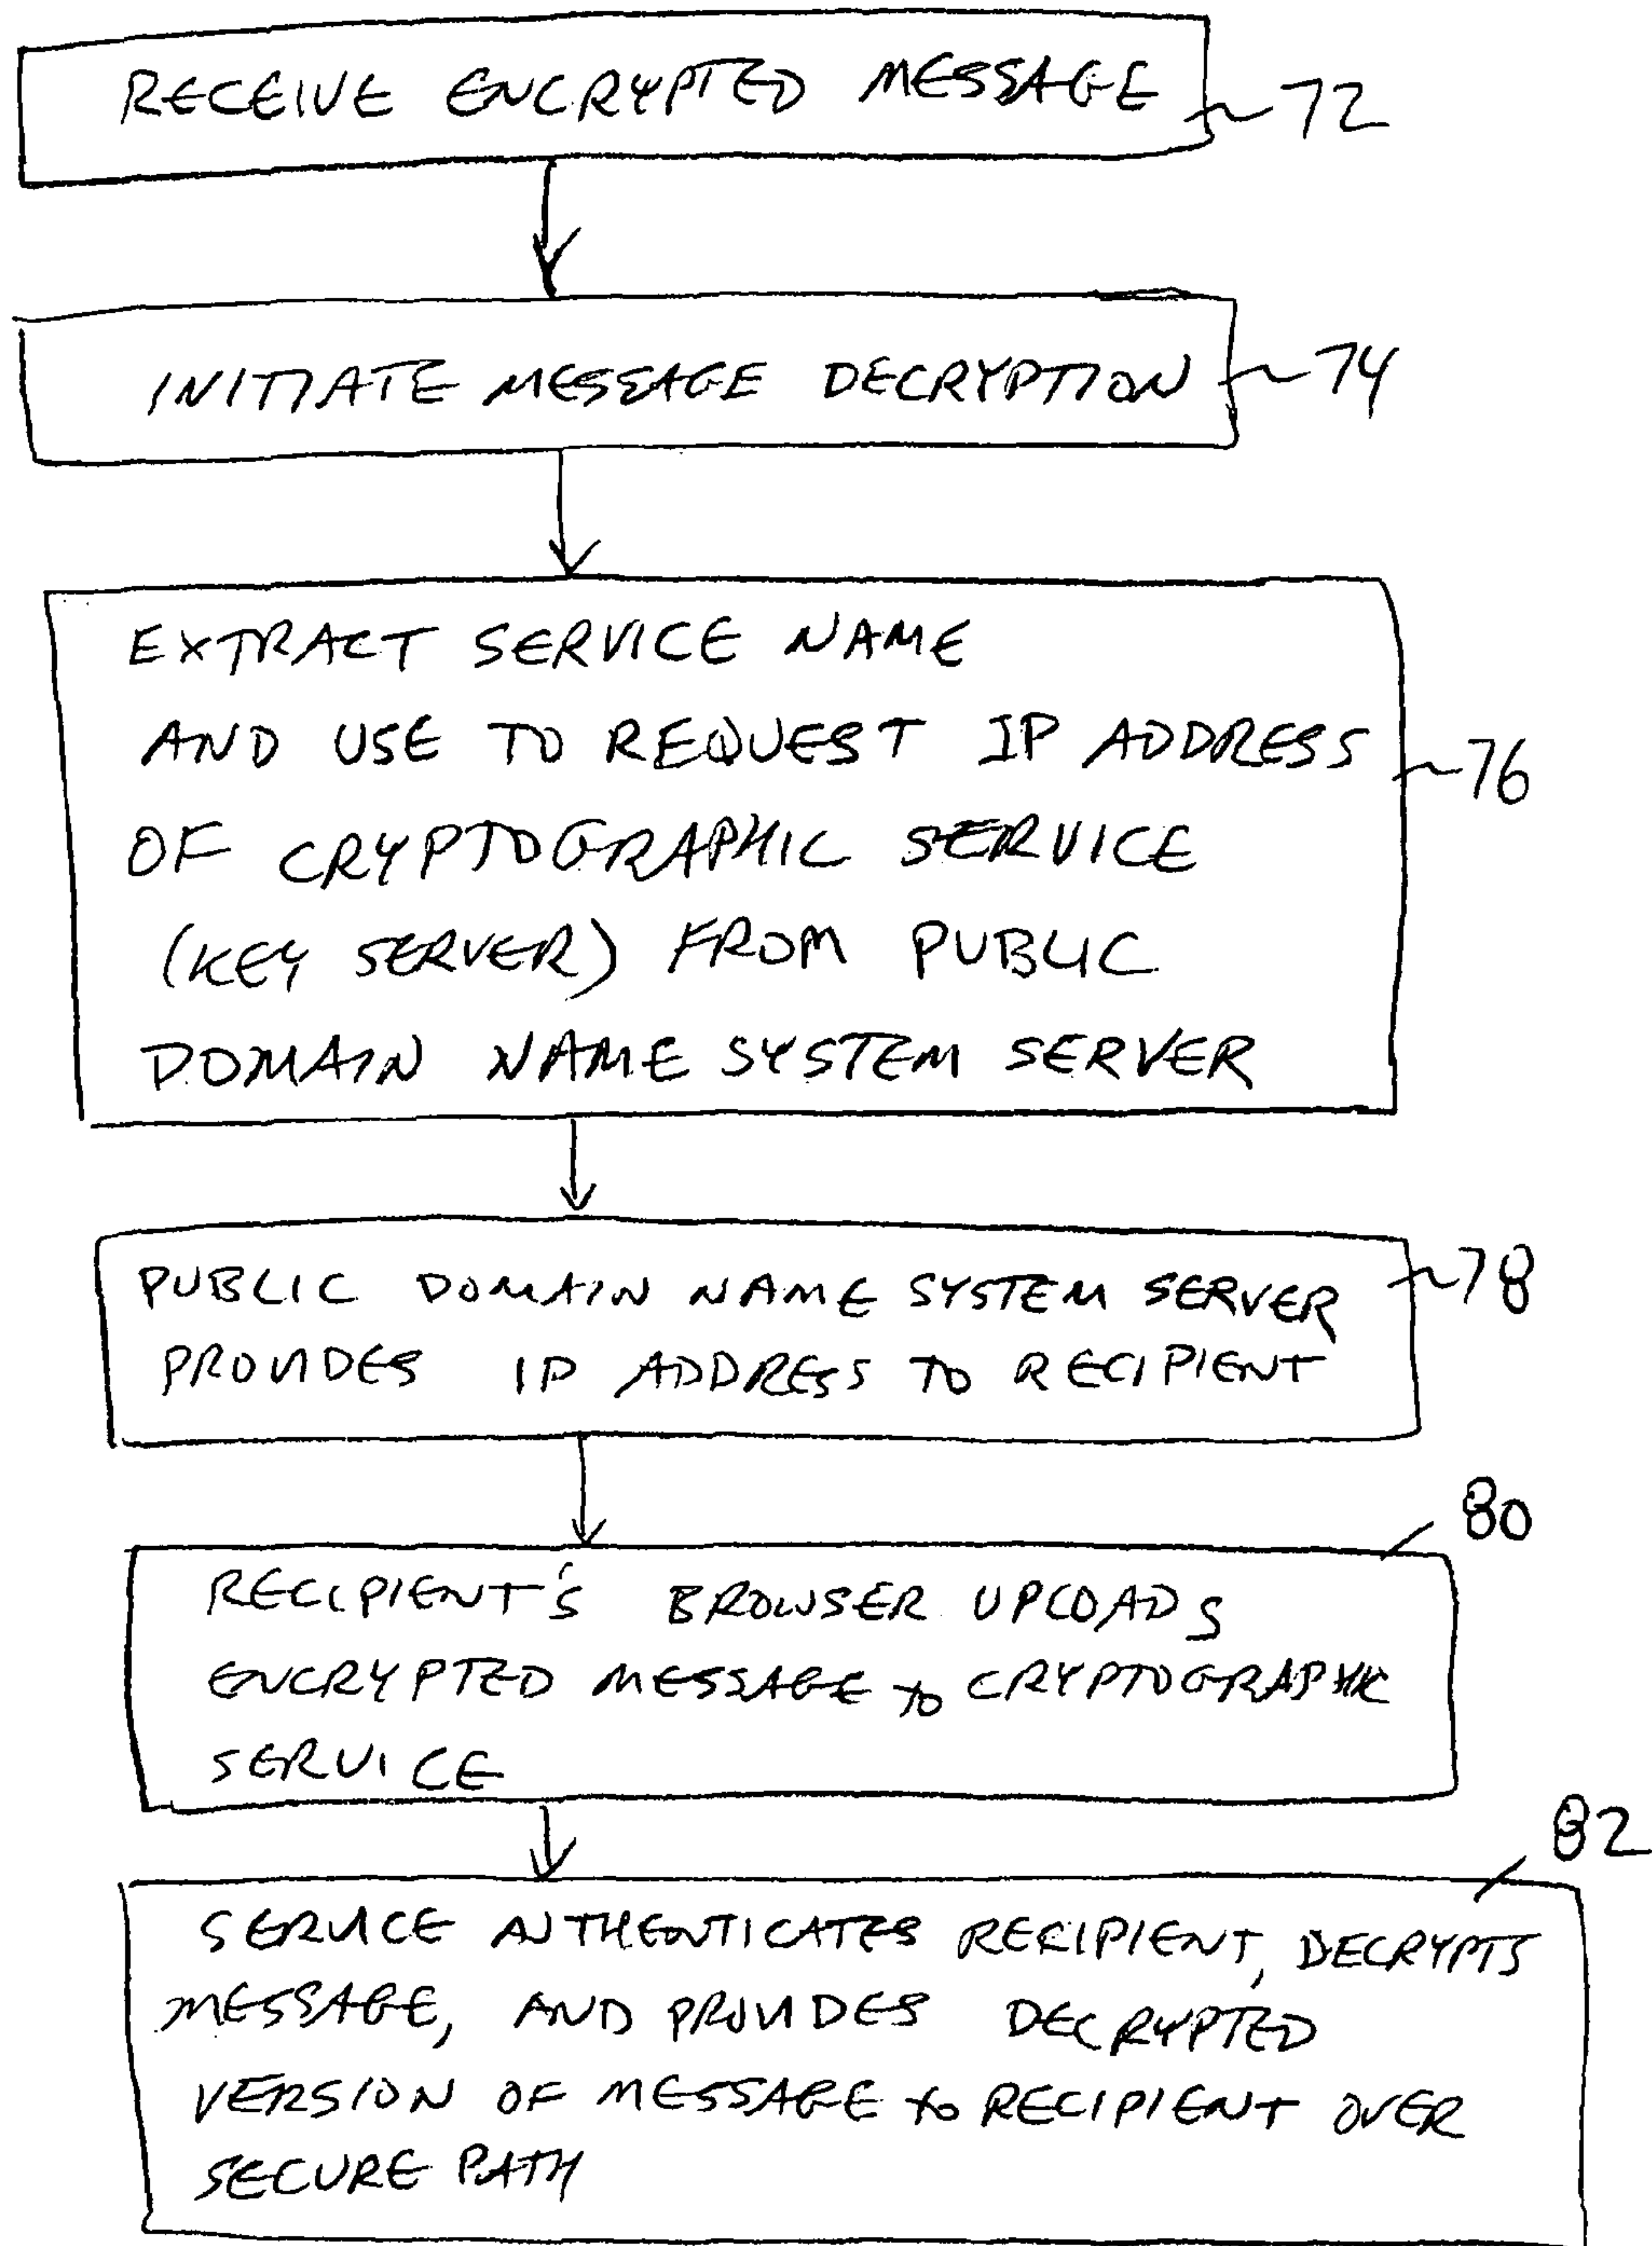 RECEIVE ENCRYPTED MESSAGE 72
INITIATE MESSAGE DECRYPTION 74
EXTRACT SERVICE NAME
AND USE TO REQUEST IP ADDRESS 76
OF CRYPTOGRAPHIC SERVICE
(KEY SERVER) FROM PUBLIC
DOMAIN NAME SYSTEM SERVER
PUBLIC DOMAIN NAME SYSTEM SERVER 78
PROVIDES IP ADDRESS TO RECIPIENT
80
RECIPIENT'S BROWSER UPLOADS
ENCRYPTED MESSAGE to CRYPTOGRAPHIC
SERVICE
82
SERVICE AUTHENTICATES RECIPIENT, DECRYPTS
MESSAGE, AND PROVIDES DECRYPTED
VERSION OF MESSAGE to RECIPIENT OVER
SECURE PATH